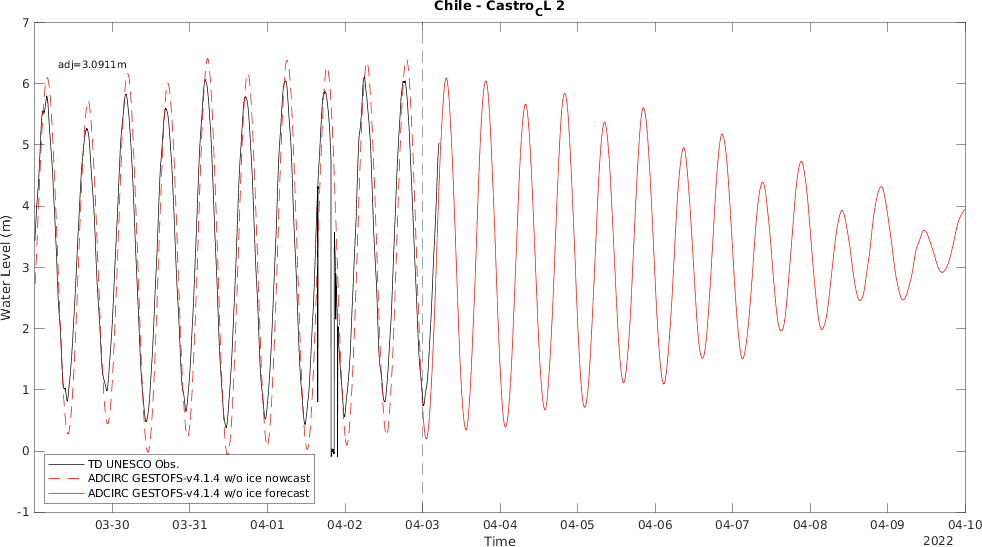 Chile - Castro_CL 2
7
adj=3.0911m
6
5
4
3
2
1
0
-1
Water Level (m)
TD UNESCO Obs.
ADCIRC GESTOFS-v4.1.4 w/o ice nowcast
ADCIRC GESTOFS-v4.1.4 w/o ice forecast
03-30 03-31 04-01 04-02 04-03 04-04 04-05 04-06 04-07 04-08 04-09 04-10
Time
2022